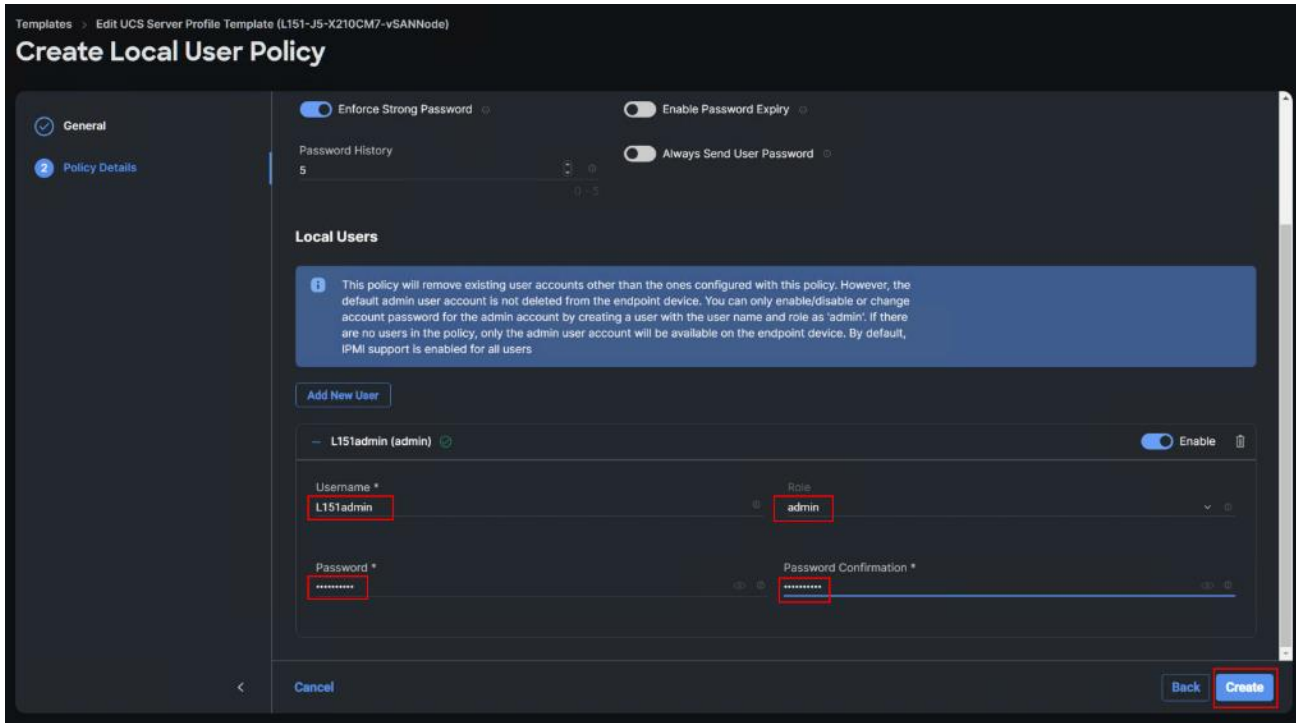 Templates > Edit UCS Server Profile Template (L151-J5-X210CM7-vSANNode)
Create Local User Policy
General
2 Policy Details
Enforce Strong Password
Enable Password Expiry
Password History
5
0 - 5
Always Send User Password
Local Users
This policy will remove existing user accounts other than the ones configured with this policy. However, the
default admin user account is not deleted from the endpoint device. You can only enable/disable or change
account password for the admin account by creating a user with the user name and role as 'admin'. If there
are no users in the policy, only the admin user account will be available on the endpoint device. By default,
IPMI support is enabled for all users
Add New User
L151admin (admin)
Enable
Username *
L151admin
Role
admin
Password *
••••••••••
Password Confirmation *
••••••••••
Cancel
Back
Create